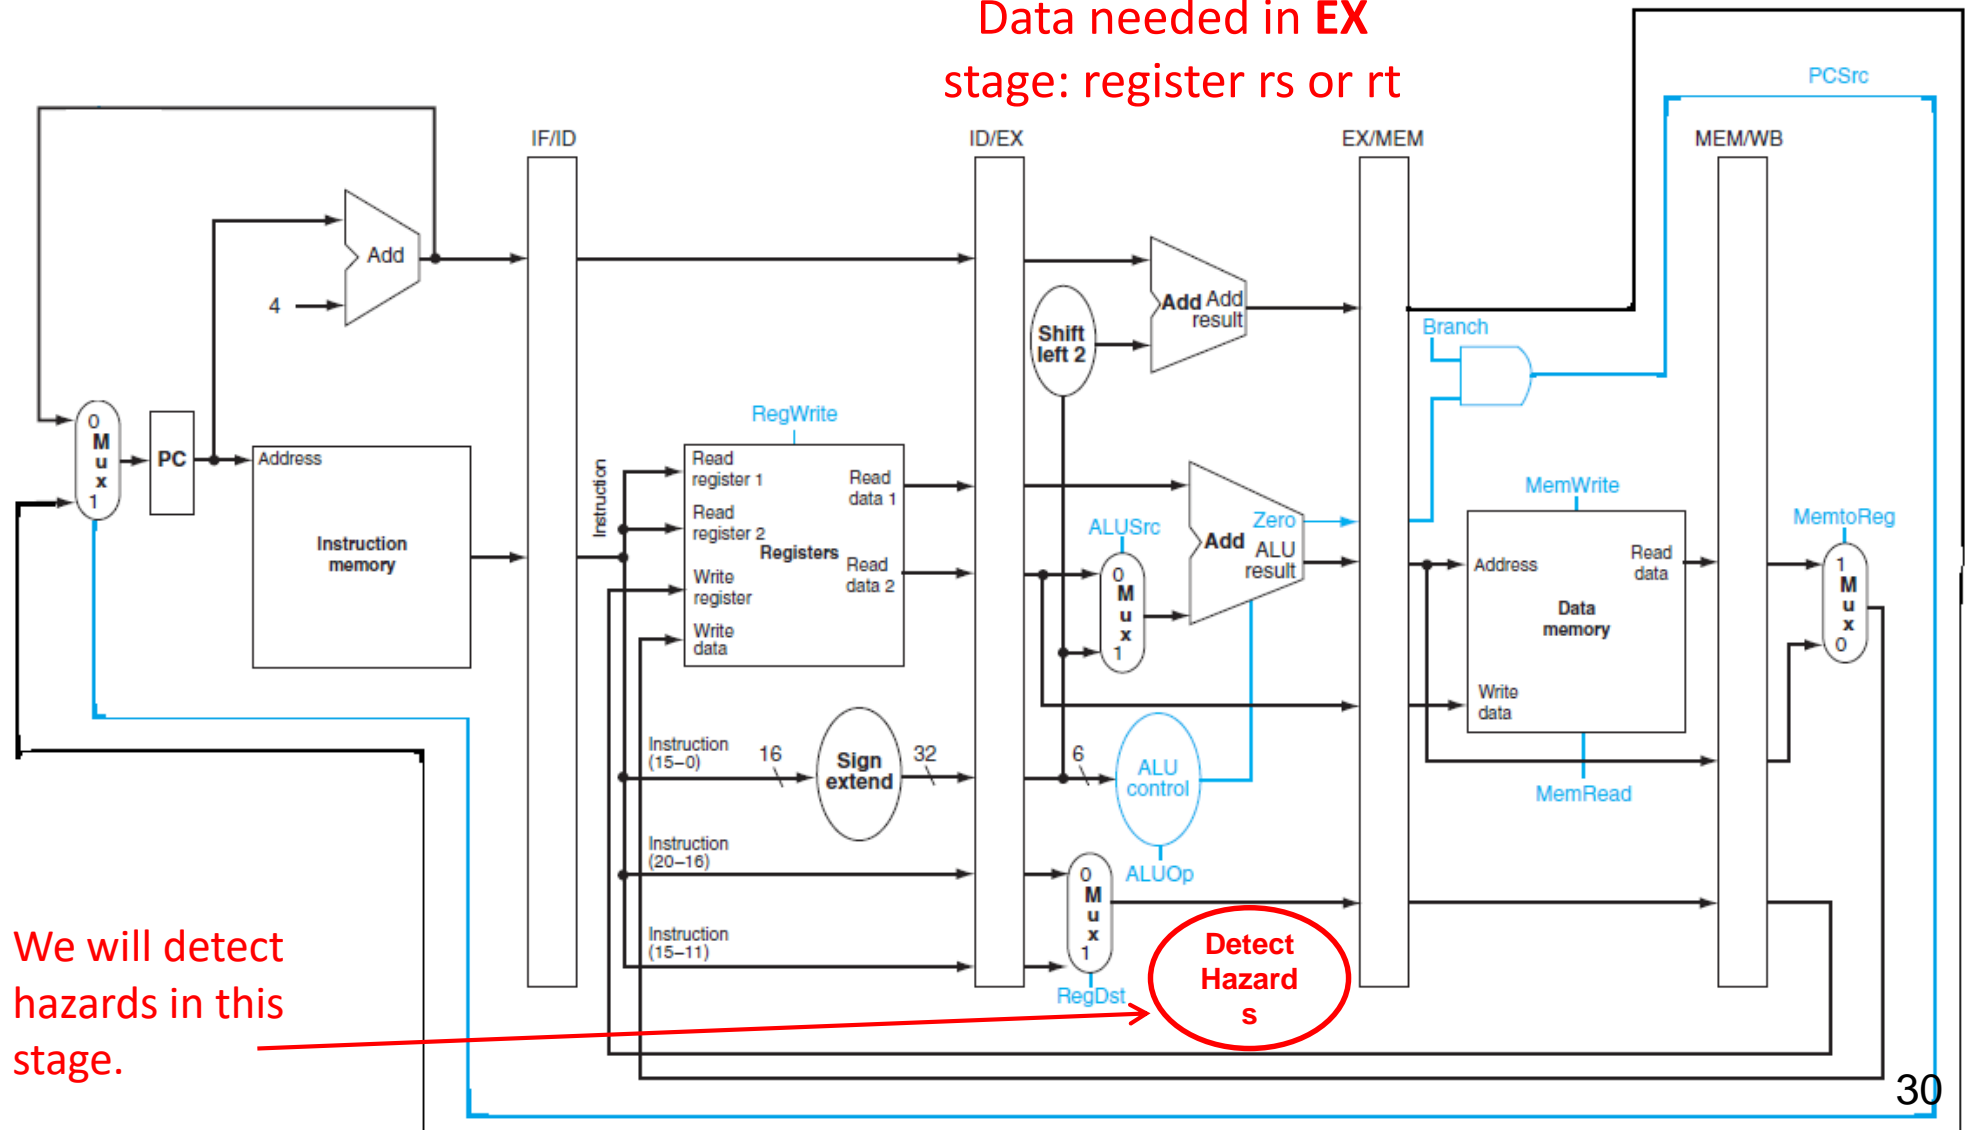 Data needed in EX
stage: register rs or rt
PCSrc
IF/ID
ID/EX
EX/MEM
MEM/WB
Add
4
Add Add
result
Shift
left 2
Branch
0
M
u
x
1
PC
Address
Instruction
memory
Instruction
RegWrite
Read
register 1
Read
register 2
Registers
Write
register
Write
data
Read
data 1
Read
data 2
ALUSrc
0
M
u
x
1
Zero
Add
ALU
result
MemWrite
Address
Read
data
Data
memory
Write
data
MemRead
MemtoReg
1
M
u
x
0
Instruction
(15–0)
16
Sign
extend
32
6
ALU
control
ALUOp
Instruction
(20–16)
Instruction
(15–11)
0
M
u
x
1
RegDst
Detect
Hazard
s
We will detect
hazards in this
stage.
30